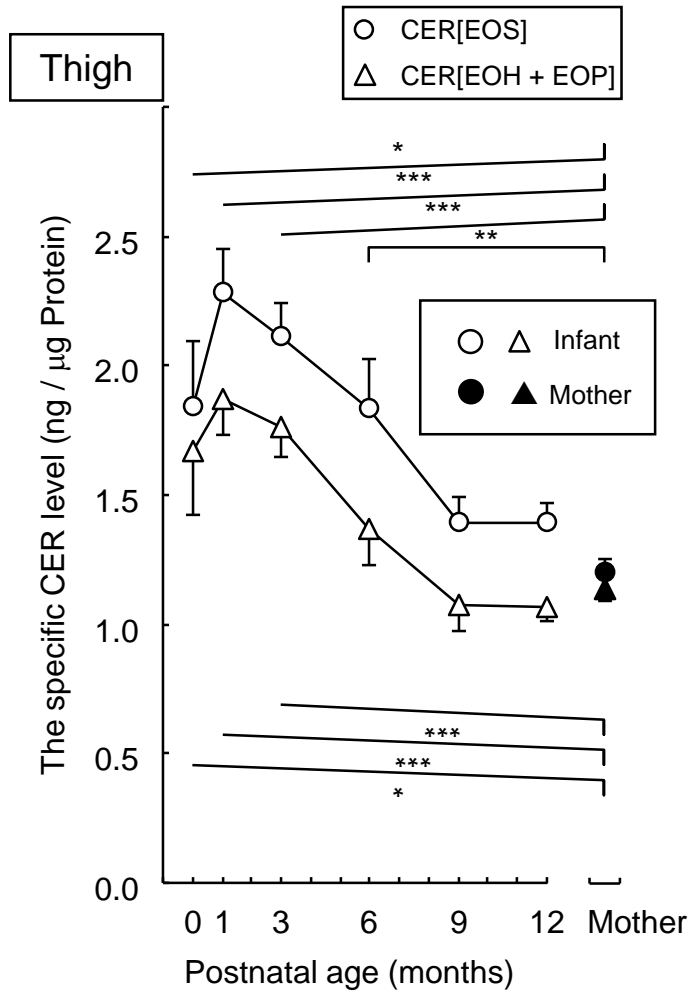 Thigh
CER[EOS]
CER[EOH + EOP]
*
***
***
**
Infant
Mother
The specific CER level (ng / μg Protein)
2.5
2.0
1.5
1.0
0.5
0.0
***
***
*
0 1 3 6 9 12 Mother
Postnatal age (months)